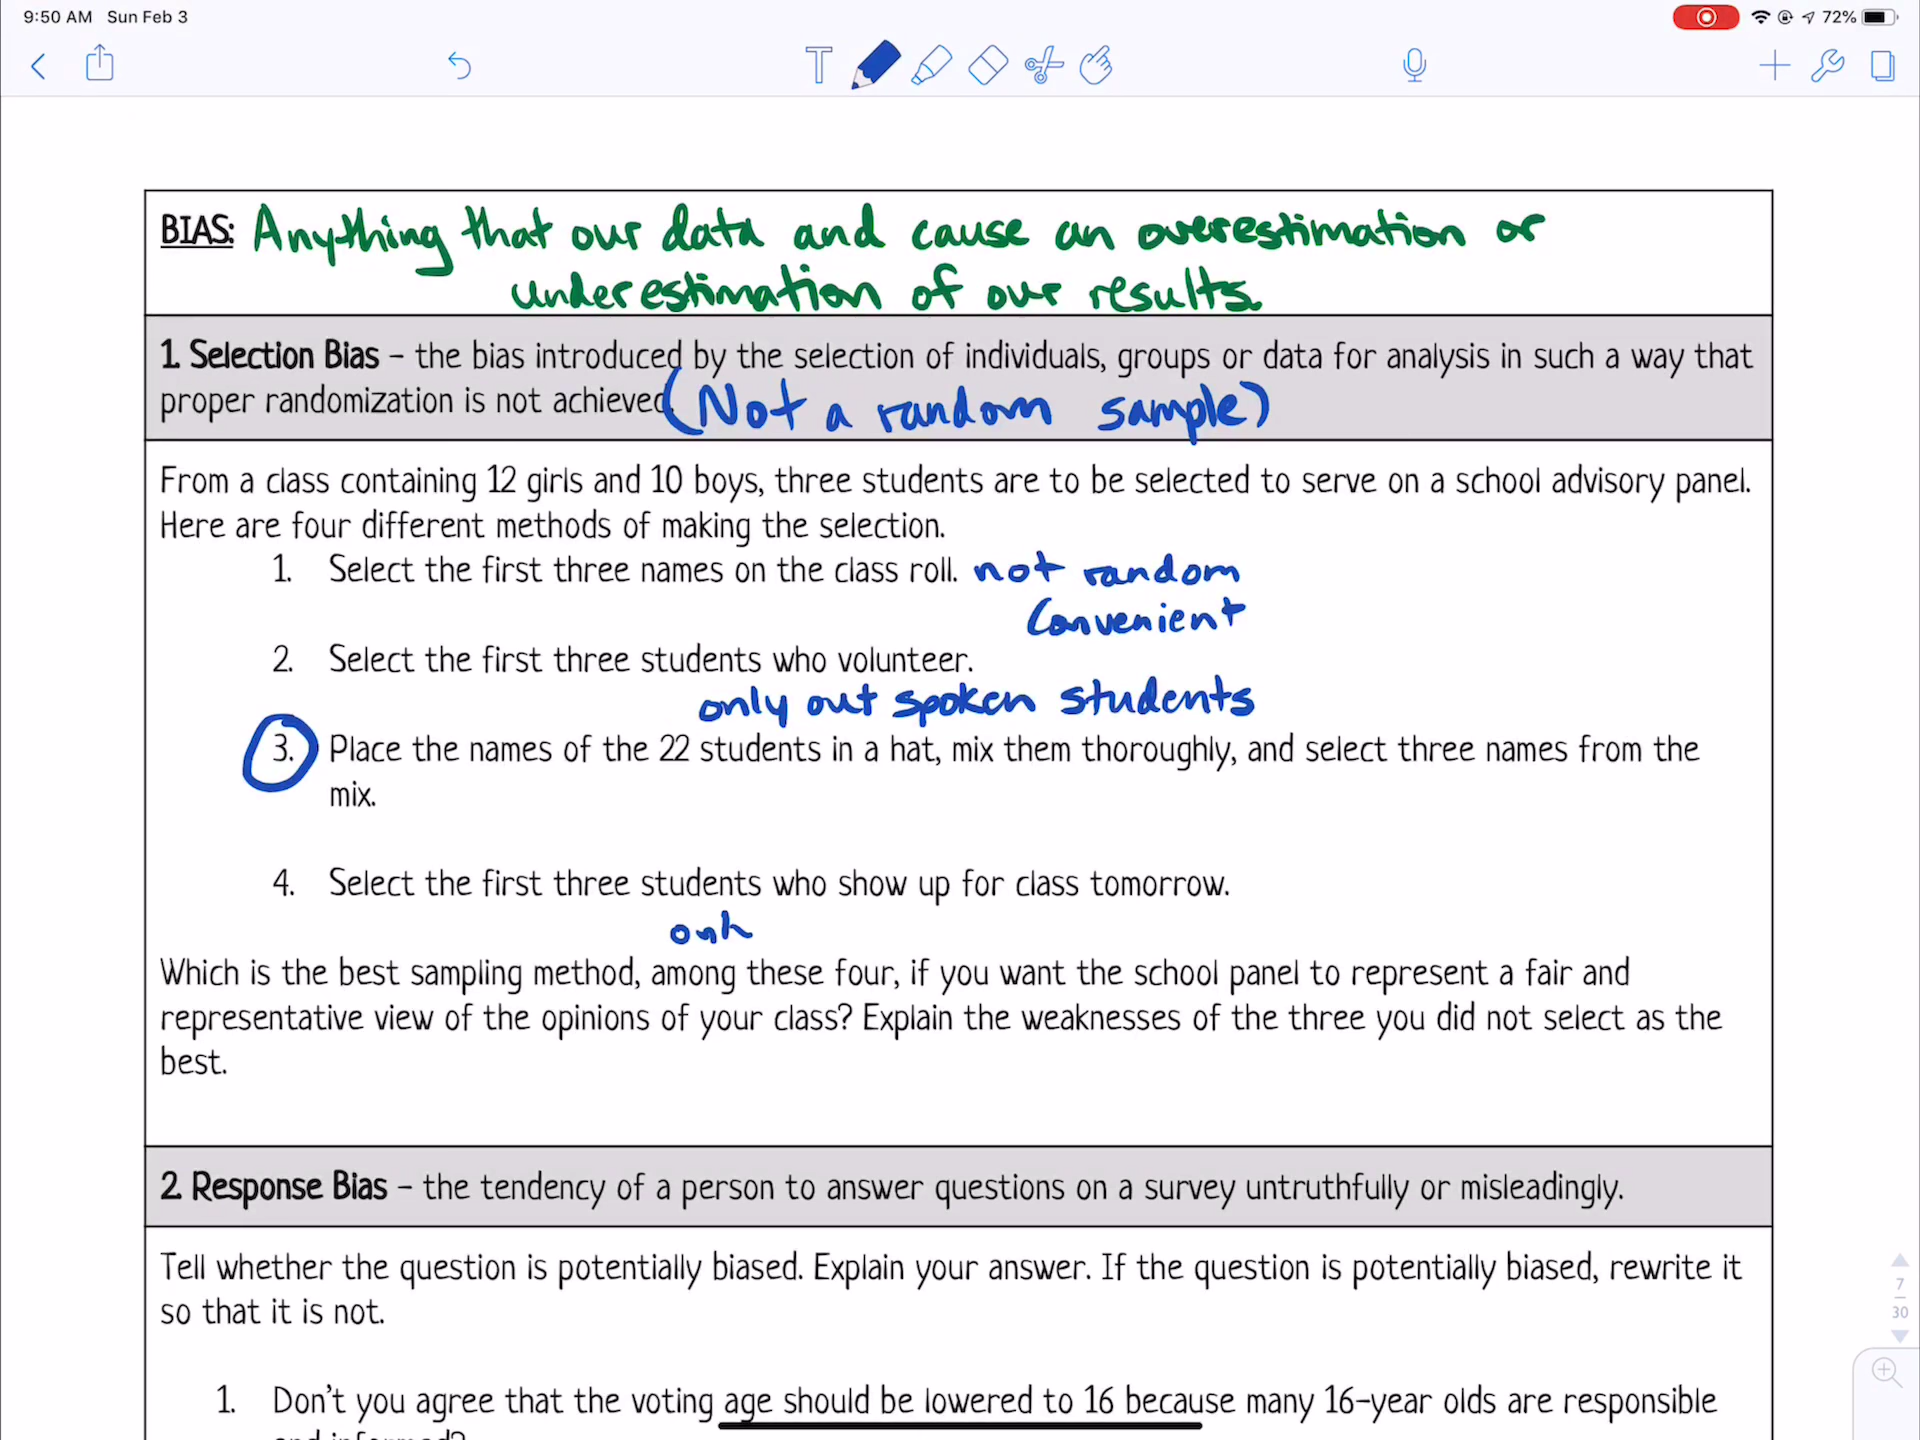 9:50 AM Sun Feb 3
72%
BIAS: Anything that our data and cause an overestimation or
underestimation of our results.
1. Selection Bias – the bias introduced by the selection of individuals, groups or data for analysis in such a way that
proper randomization is not achieved. (Not a random sample)
From a class containing 12 girls and 10 boys, three students are to be selected to serve on a school advisory panel.
Here are four different methods of making the selection.
1. Select the first three names on the class roll. not random
Convenient
2. Select the first three students who volunteer.
only out spoken students
3. Place the names of the 22 students in a hat, mix them thoroughly, and select three names from the
mix.
4. Select the first three students who show up for class tomorrow.
Which is the best sampling method, among these four, if you want the school panel to represent a fair and
representative view of the opinions of your class? Explain the weaknesses of the three you did not select as the
best.
2. Response Bias – the tendency of a person to answer questions on a survey untruthfully or misleadingly.
Tell whether the question is potentially biased. Explain your answer. If the question is potentially biased, rewrite it
so that it is not.
7
30
1. Don't you agree that the voting age should be lowered to 16 because many 16-year olds are responsible
and informed?